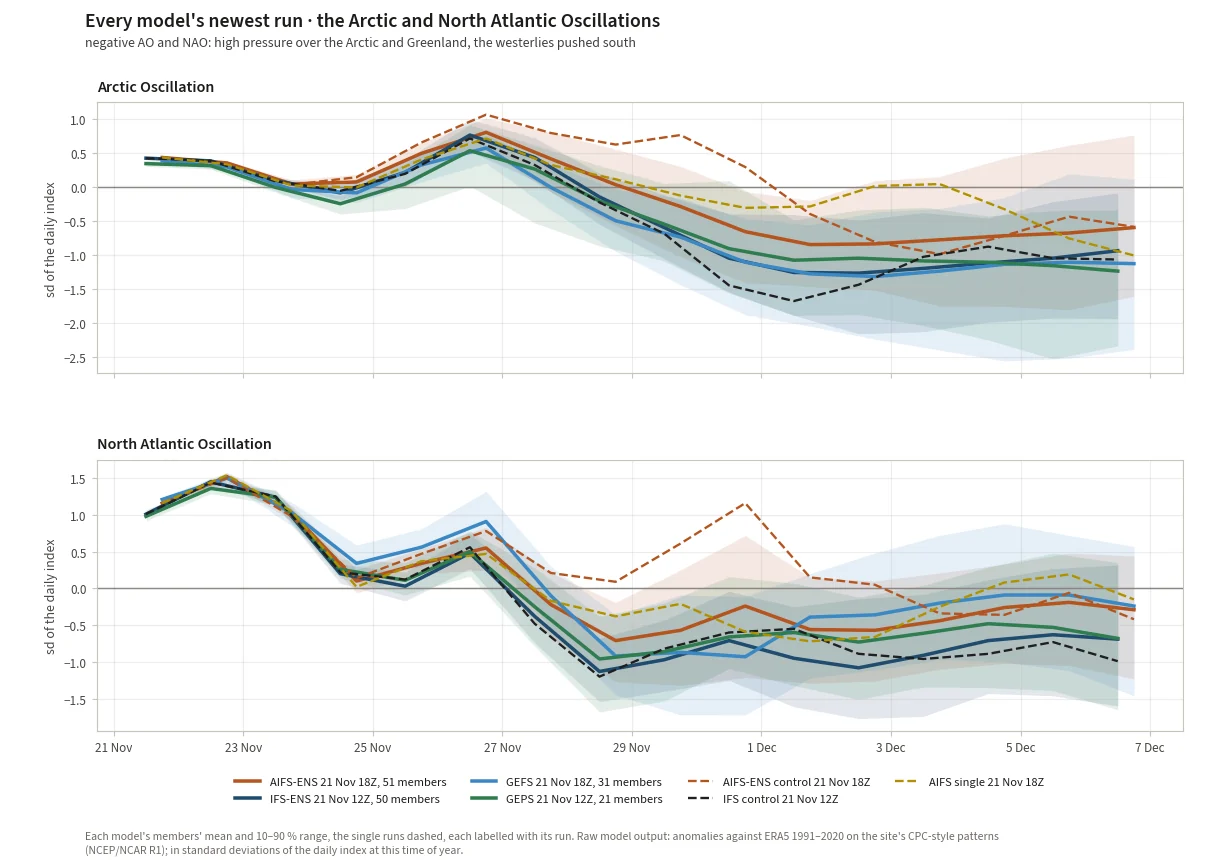 Every model's newest run · the Arctic and North Atlantic Oscillations
negative AO and NAO: high pressure over the Arctic and Greenland, the westerlies pushed south
Arctic Oscillation
sd of the daily index
1.0
0.5
0.0
−0.5
−1.0
−1.5
−2.0
−2.5
North Atlantic Oscillation
sd of the daily index
1.5
1.0
0.5
0.0
−0.5
−1.0
−1.5
21 Nov 23 Nov 25 Nov 27 Nov 29 Nov 1 Dec 3 Dec 5 Dec 7 Dec
AIFS-ENS 21 Nov 18Z, 51 members GEFS 21 Nov 18Z, 31 members AIFS-ENS control 21 Nov 18Z AIFS single 21 Nov 18Z
IFS-ENS 21 Nov 12Z, 50 members GEPS 21 Nov 12Z, 21 members IFS control 21 Nov 12Z
Each model's members' mean and 10–90 % range, the single runs dashed, each labelled with its run. Raw model output: anomalies against ERA5 1991–2020 on the site's CPC-style patterns
(NCEP/NCAR R1); in standard deviations of the daily index at this time of year.